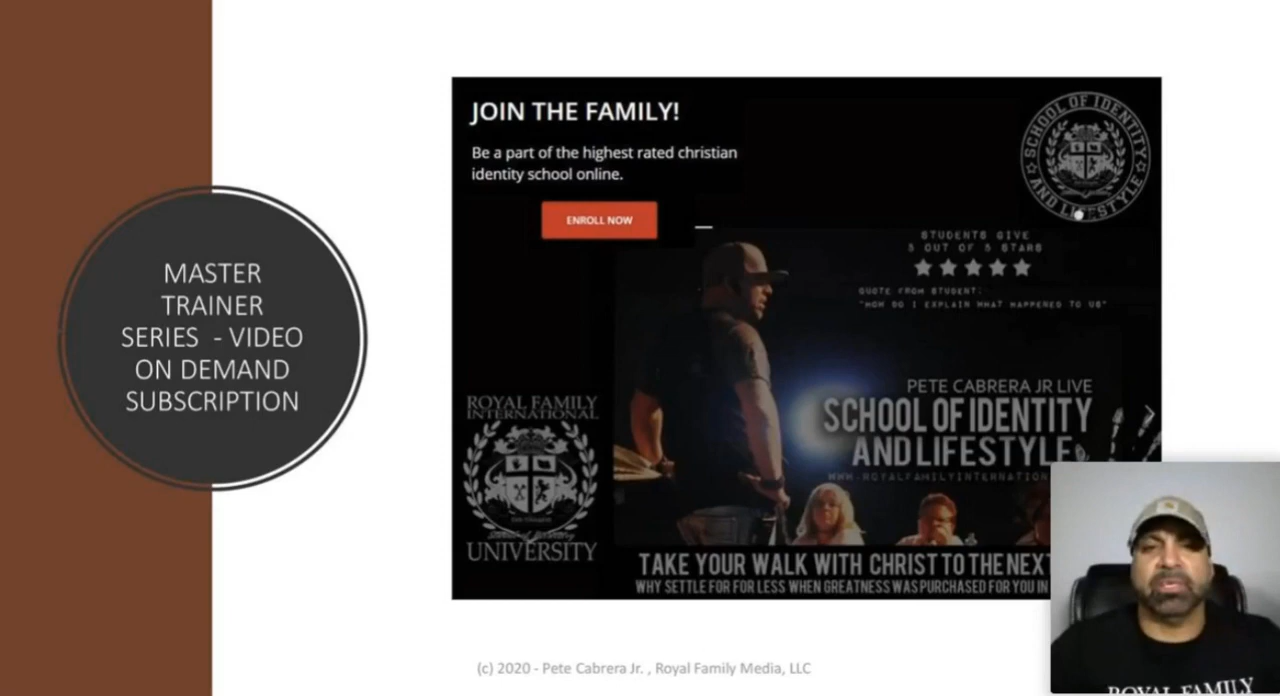 MASTER
TRAINER
SERIES - VIDEO
ON DEMAND
SUBSCRIPTION
JOIN THE FAMILY!
Be a part of the highest rated christian
identity school online.
ENROLL NOW
SCHOOL OF IDENTITY
AND LIFESTYLE
STUDENTS GIVE
5 OUT OF 5 STARS
QUOTE FROM STUDENT:
"HOW DO I EXPLAIN WHAT HAPPENED TO US"
PETE CABRERA JR LIVE
SCHOOL OF IDENTITY
AND LIFESTYLE
WWW.ROYALFAMILYINTERNATION
ROYAL FAMILY
INTERNATIONAL
UNIVERSITY
TAKE YOUR WALK WITH CHRIST TO THE NEXT
WHY SETTLE FOR FOR LESS WHEN GREATNESS WAS PURCHASED FOR YOU IN
ROYAL FAMILY
(c) 2020 - Pete Cabrera Jr. , Royal Family Media, LLC